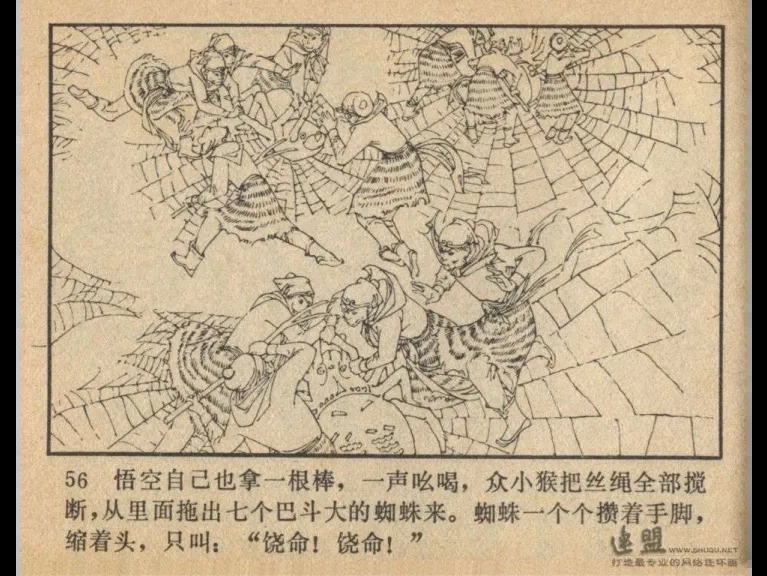 56 悟空自己也拿一根棒，一声吆喝，众小猴把丝绳全部搅
断，从里面拖出七个巴斗大的蜘蛛来。蜘蛛一个个攒着手脚，
缩着头，只叫：“饶命！饶命！”
连盟 WWW.SHUQU.NET
打造最专业的网络连环画